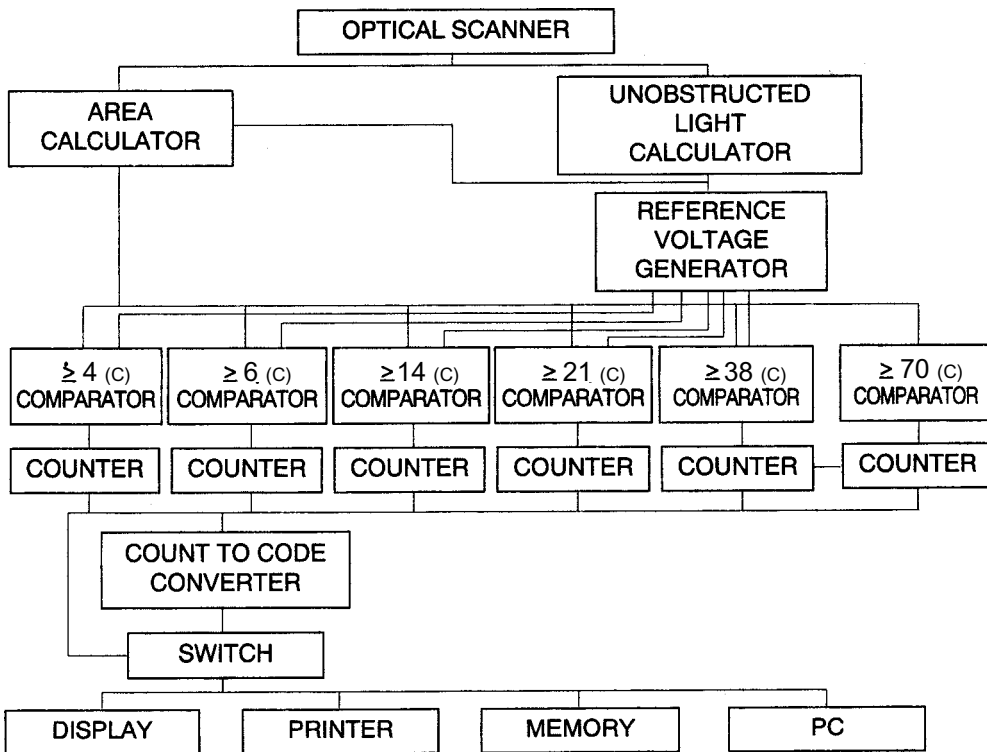 OPTICAL SCANNER
AREA
CALCULATOR
UNOBSTRUCTED
LIGHT
CALCULATOR
REFERENCE
VOLTAGE
GENERATOR
≥ 4 (C)
COMPARATOR
≥ 6 (C)
COMPARATOR
≥14 (C)
COMPARATOR
≥ 21 (C)
COMPARATOR
≥38 (C)
COMPARATOR
≥ 70 (C)
COMPARATOR
COUNTER
COUNTER
COUNTER
COUNTER
COUNTER
COUNTER
COUNT TO CODE
CONVERTER
SWITCH
DISPLAY
PRINTER
MEMORY
PC